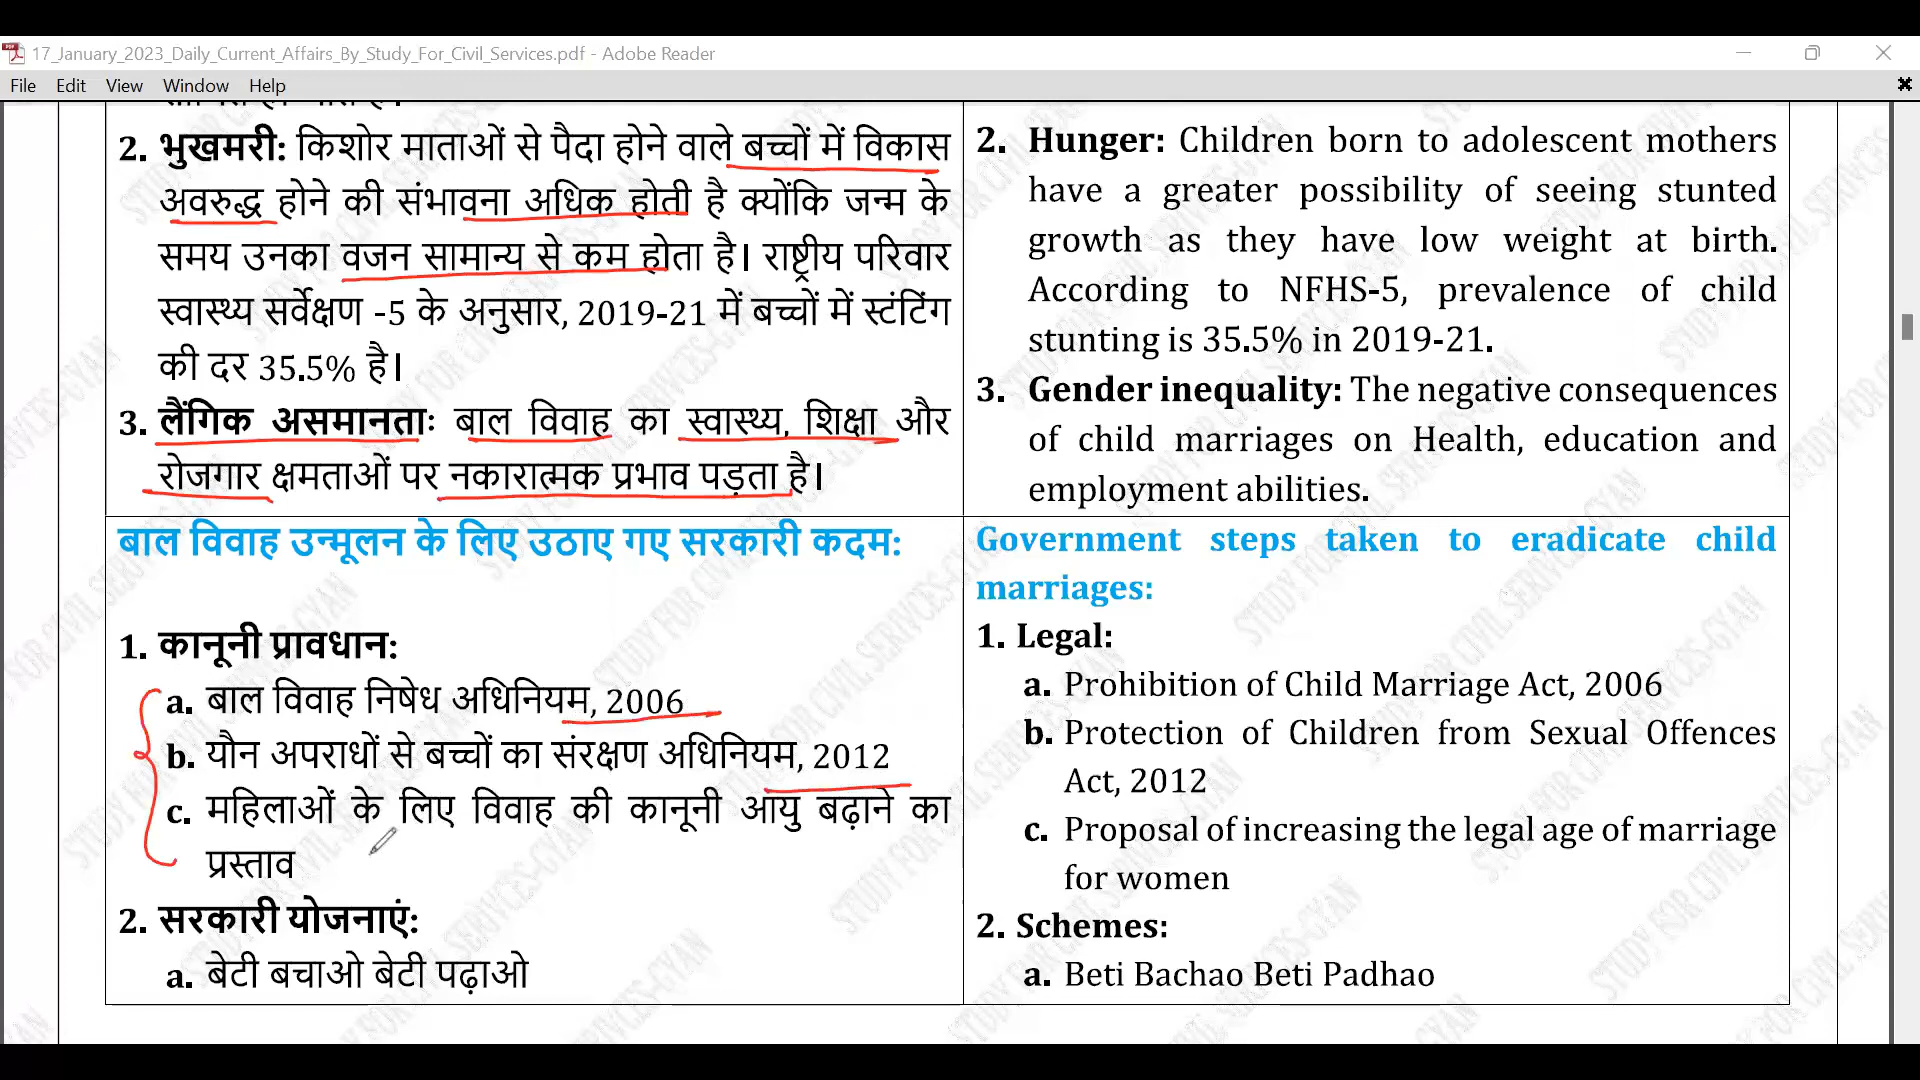 17_January_2023_Daily_Current_Affairs_By_Study_For_Civil_Services.pdf - Adobe Reader
File Edit View Window Help
2. भुखमरी: किशोर माताओं से पैदा होने वाले बच्चों में विकास
अवरुद्ध होने की संभावना अधिक होती है क्योंकि जन्म के
समय उनका वजन सामान्य से कम होता है। राष्ट्रीय परिवार
स्वास्थ्य सर्वेक्षण -5 के अनुसार, 2019-21 में बच्चों में स्टंटिंग
की दर 35.5% है।
3. लैंगिक असमानताः बाल विवाह का स्वास्थ्य, शिक्षा और
रोजगार क्षमताओं पर नकारात्मक प्रभाव पड़ता है।
2. Hunger: Children born to adolescent mothers
have a greater possibility of seeing stunted
growth as they have low weight at birth.
According to NFHS-5, prevalence of child
stunting is 35.5% in 2019-21.
3. Gender inequality: The negative consequences
of child marriages on Health, education and
employment abilities.
बाल विवाह उन्मूलन के लिए उठाए गए सरकारी कदम:
1. कानूनी प्रावधान:
a. बाल विवाह निषेध अधिनियम, 2006
b. यौन अपराधों से बच्चों का संरक्षण अधिनियम, 2012
c. महिलाओं के लिए विवाह की कानूनी आयु बढ़ाने का
प्रस्ताव
2. सरकारी योजनाएं:
a. बेटी बचाओ बेटी पढ़ाओ
Government steps taken to eradicate child
marriages:
1. Legal:
a. Prohibition of Child Marriage Act, 2006
b. Protection of Children from Sexual Offences
Act, 2012
c. Proposal of increasing the legal age of marriage
for women
2. Schemes:
a. Beti Bachao Beti Padhao